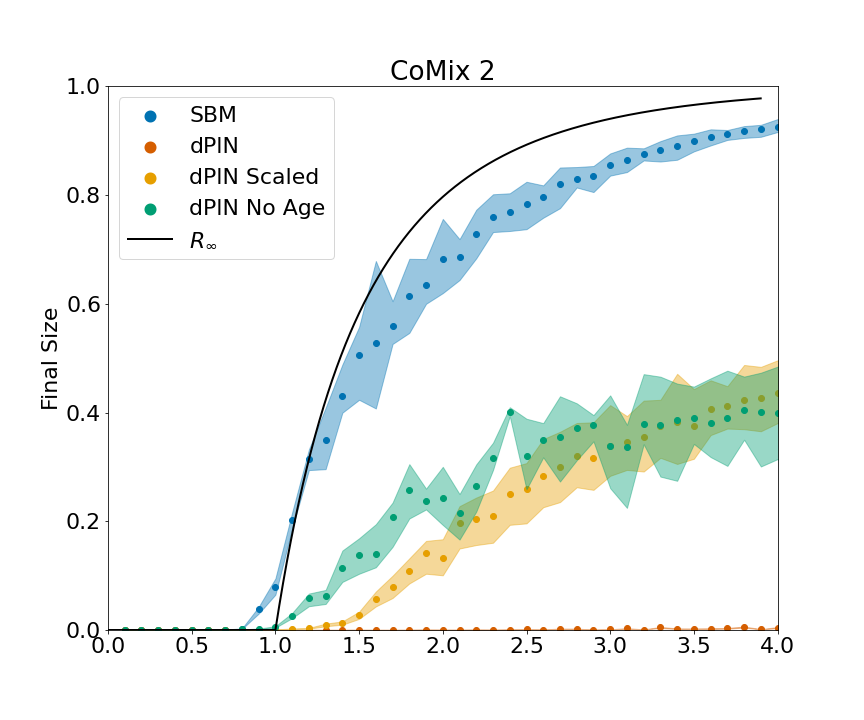 CoMix 2
1.0
0.8
0.6
0.4
0.2
0.0
Final Size
SBM
dPIN
dPIN Scaled
dPIN No Age
R∞
0.0 0.5 1.0 1.5 2.0 2.5 3.0 3.5 4.0